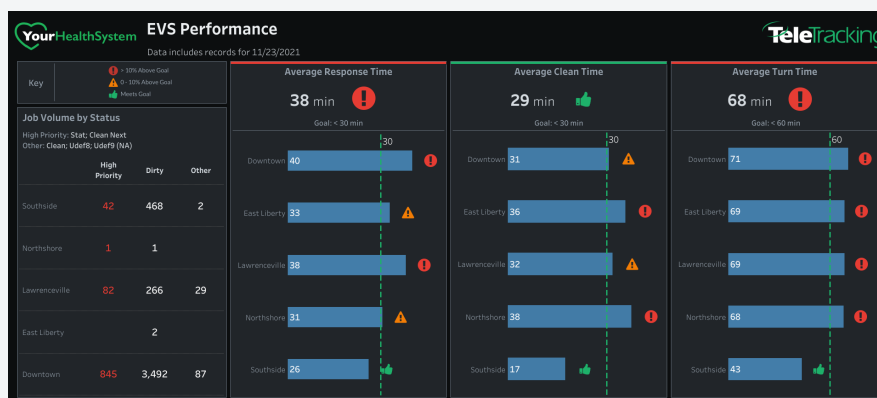 YourHealthSystem
EVS Performance
Data includes records for 11/23/2021
TeleTracking
Key
> 10% Above Goal
0 - 10% Above Goal
Meets Goal
Job Volume by Status
High Priority: Stat; Clean Next
Other: Clean; Udef8; Udef9 (NA)
High Priority Dirty Other
Southside 42 468 2
Northshore 1 1
Lawrenceville 82 266 29
East Liberty 2
Downtown 845 3,492 87
Average Response Time
38 min
Goal: < 30 min
30
Downtown 40
East Liberty 33
Lawrenceville 38
Northshore 31
Southside 26
Average Clean Time
29 min
Goal: < 30 min
30
Downtown 31
East Liberty 36
Lawrenceville 32
Northshore 38
Southside 17
Average Turn Time
68 min
Goal: < 60 min
60
Downtown 71
East Liberty 69
Lawrenceville 69
Northshore 68
Southside 43